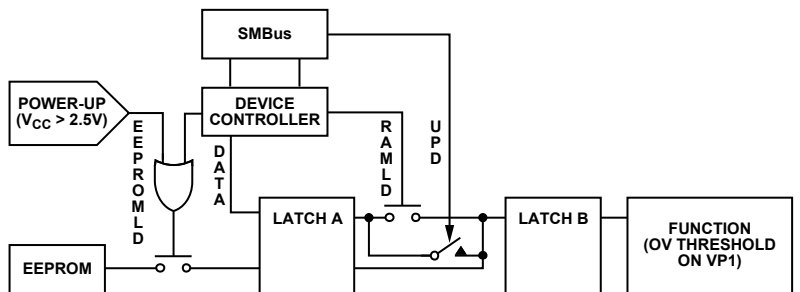 SMBus
POWER-UP
(VCC > 2.5V)
EEPROMLD
DEVICE
CONTROLLER
DATA
RAMLD
UPD
LATCH A
LATCH B
FUNCTION
(OV THRESHOLD
ON VP1)
EEPROM